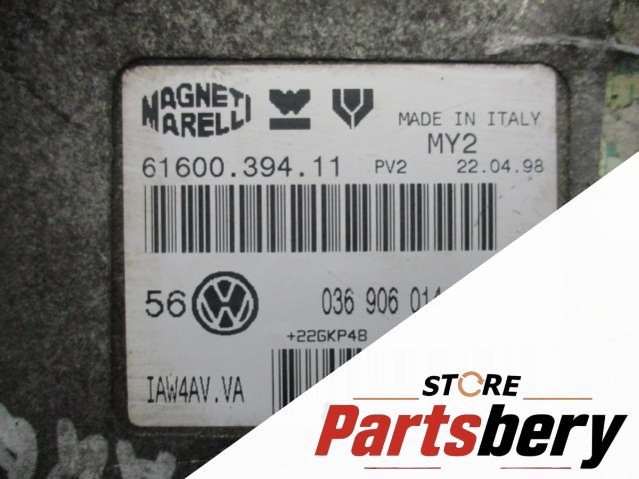 MAGNETI
MARELLI
MADE IN ITALY
MY2
61600.394.11 PV2 22.04.98
56 036 906 014
+22GKP4B
IAW4AV.VA
STORE
Partsbery